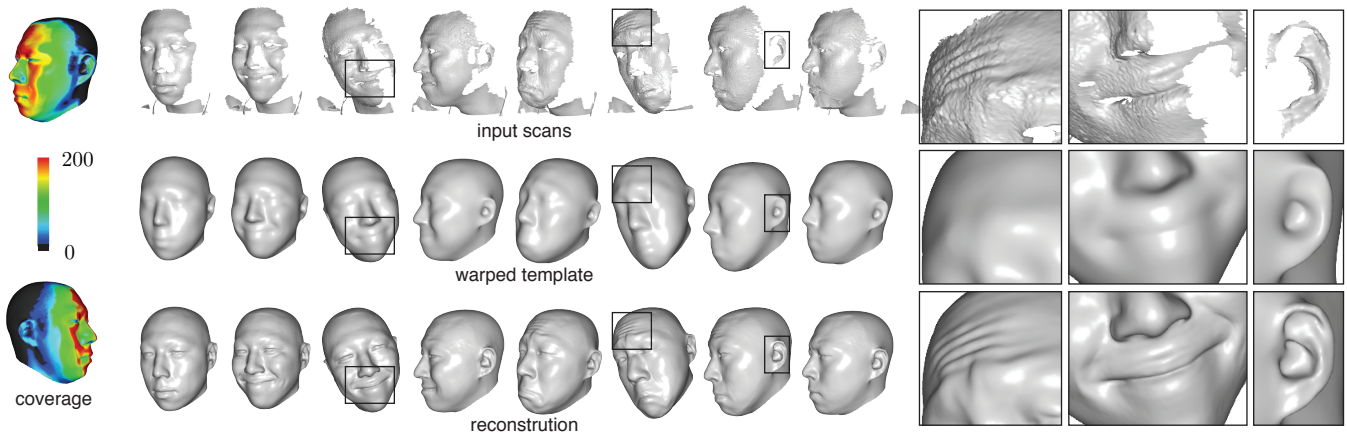 input scans
200
0
warped template
coverage
reconstrution